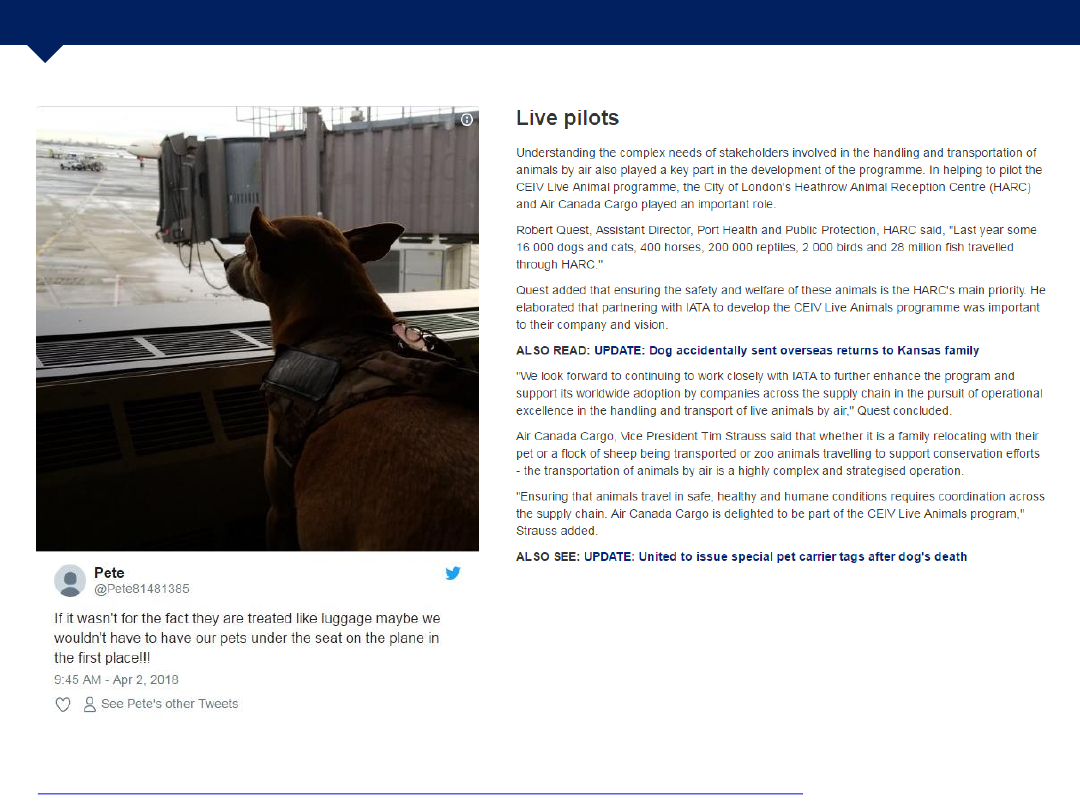 Live pilots
Understanding the complex needs of stakeholders involved in the handling and transportation of
animals by air also played a key part in the development of the programme. In helping to pilot the
CEIV Live Animal programme, the City of London's Heathrow Animal Reception Centre (HARC)
and Air Canada Cargo played an important role.
Robert Quest, Assistant Director, Port Health and Public Protection, HARC said, "Last year some
16 000 dogs and cats, 400 horses, 200 000 reptiles, 2 000 birds and 28 million fish travelled
through HARC."
Quest added that ensuring the safety and welfare of these animals is the HARC's main priority. He
elaborated that partnering with IATA to develop the CEIV Live Animals programme was important
to their company and vision.
ALSO READ: UPDATE: Dog accidentally sent overseas returns to Kansas family
"We look forward to continuing to work closely with IATA to further enhance the program and
support its worldwide adoption by companies across the supply chain in the pursuit of operational
excellence in the handling and transport of live animals by air," Quest concluded.
Air Canada Cargo, Vice President Tim Strauss said that whether it is a family relocating with their
pet or a flock of sheep being transported or zoo animals travelling to support conservation efforts
- the transportation of animals by air is a highly complex and strategised operation.
"Ensuring that animals travel in safe, healthy and humane conditions requires coordination across
the supply chain. Air Canada Cargo is delighted to be part of the CEIV Live Animals program,"
Strauss added.
ALSO SEE: UPDATE: United to issue special pet carrier tags after dog's death
Pete
@Pete81481385
If it wasn't for the fact they are treated like luggage maybe we
wouldn't have to have our pets under the seat on the plane in
the first place!!!
9:45 AM - Apr 2, 2018
See Pete's other Tweets